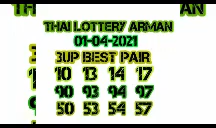 THAI LOTTERY ARMAN
01-04-2021
3UP BEST PAIR
10 13 14 17
90 93 94 97
50 53 54 57